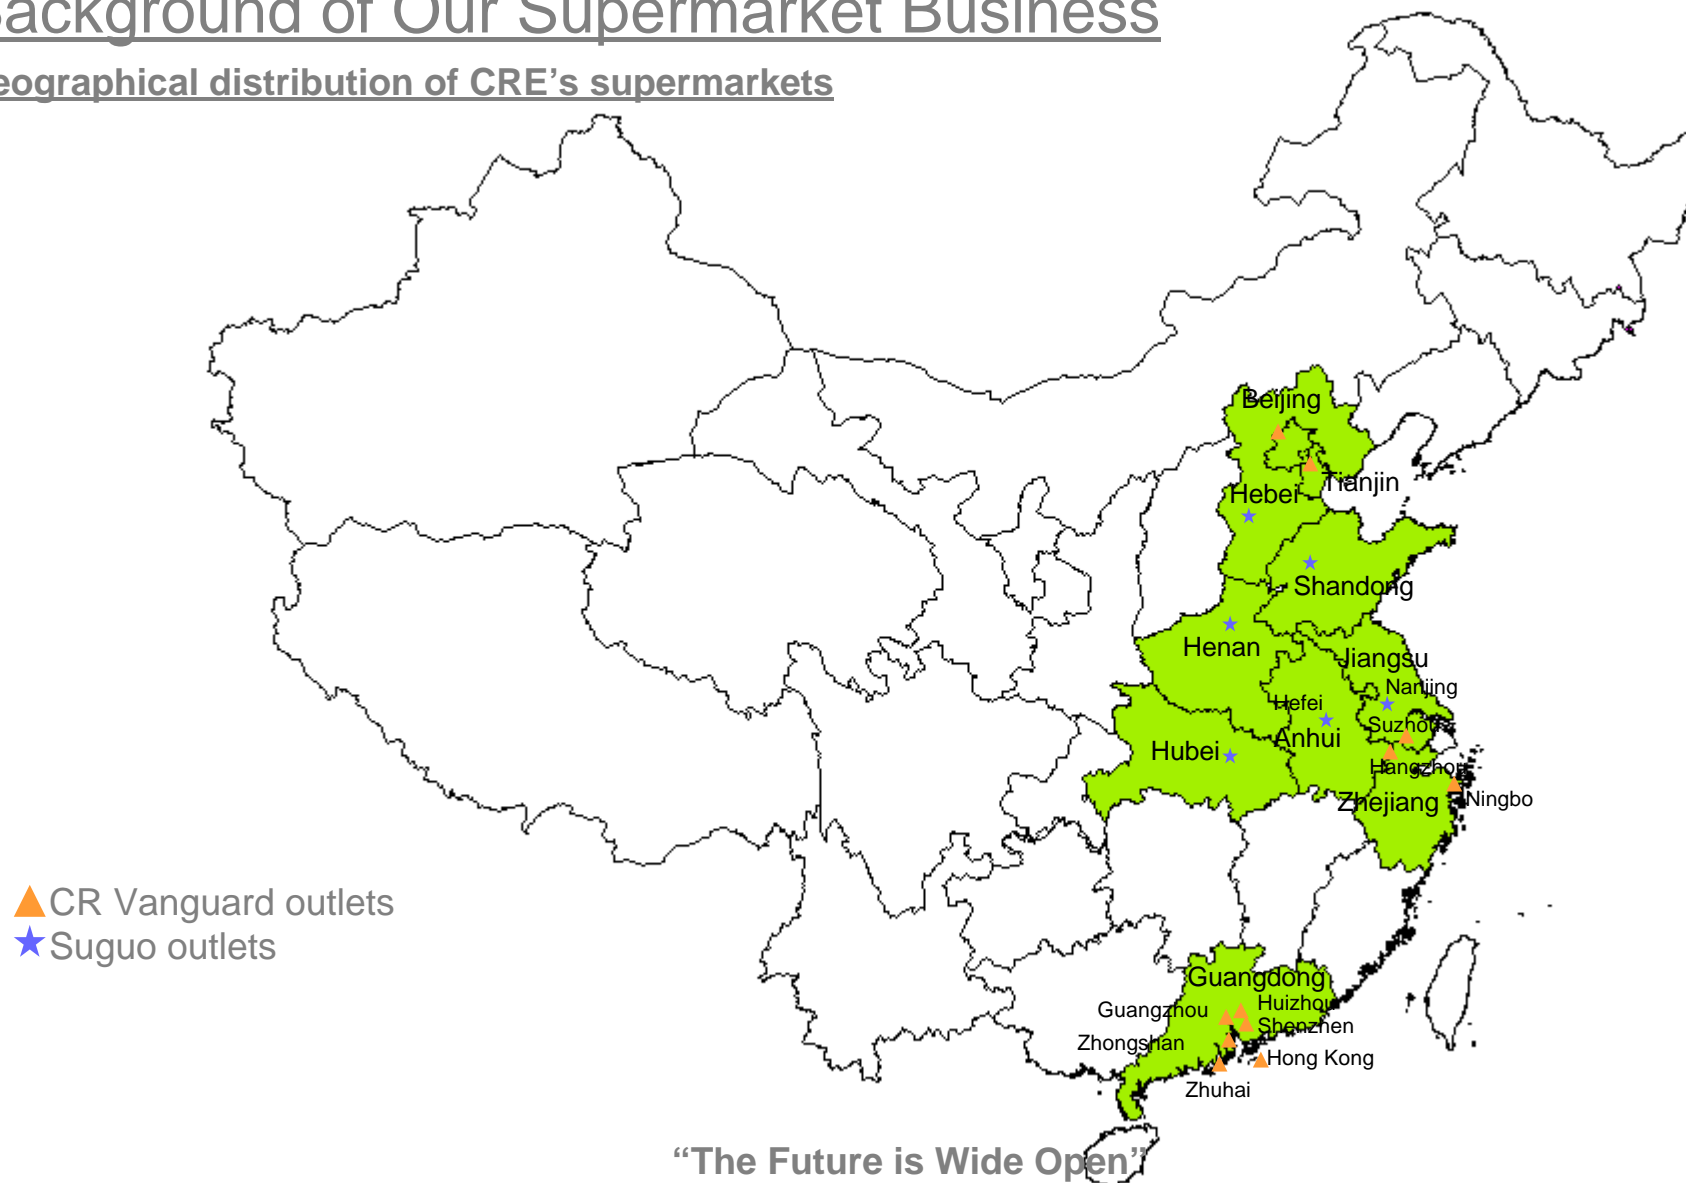 ackground of Our Supermarket Business
eographical distribution of CRE's supermarkets
Beijing
Tianjin
Hebei
Shandong
Henan
Jiangsu
Nanjing
Hefei
Suzhou
Anhui
Hubei
Hangzhou
Zhejiang
Ningbo
CR Vanguard outlets
Suguo outlets
Guangdong
Huizhou
Guangzhou
Shenzhen
Zhongshan
Hong Kong
Zhuhai
“The Future is Wide Open”